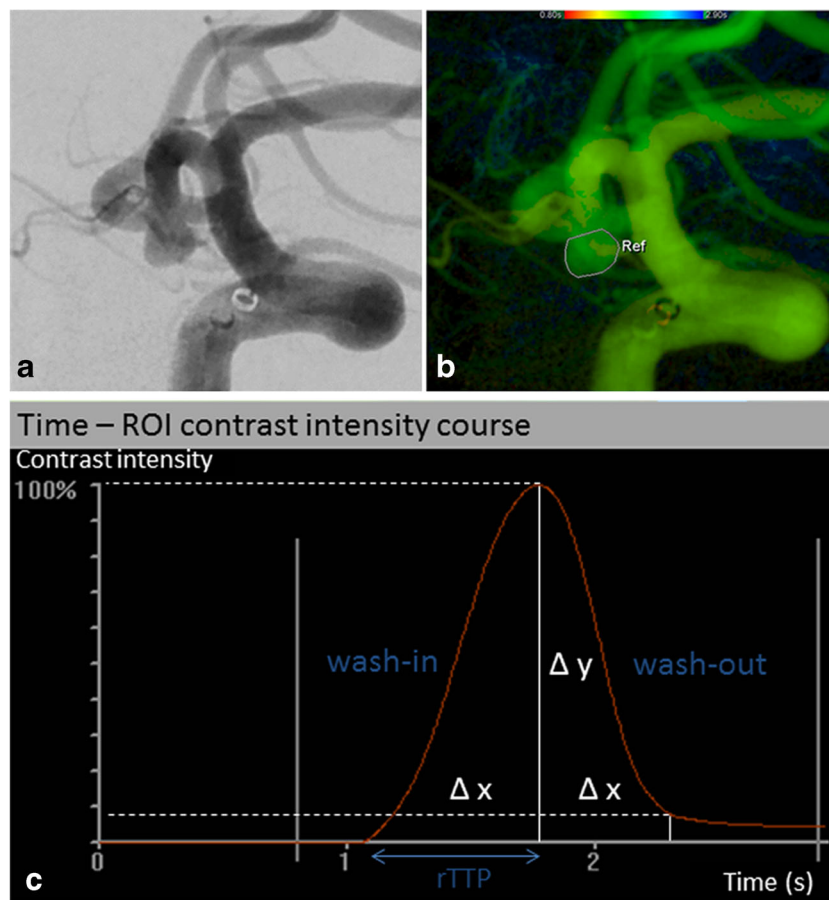 a
0.80s 2.90s
Ref
b
Time – ROI contrast intensity course
Contrast intensity
100%
wash-in
Δ y
wash-out
Δ x
Δ x
0
1
2
rTTP
Time (s)
c